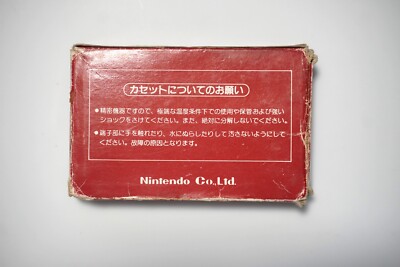 カセットについてのお願い
●精密機器ですので、極端な温度条件下での使用や保管および強い
ショックをさけてください。また、絶対に分解しないでください。
●端子部に手を触れたり、水にぬらしたりして汚さないようにして
ください。故障の原因となります。
Nintendo Co.,Ltd.